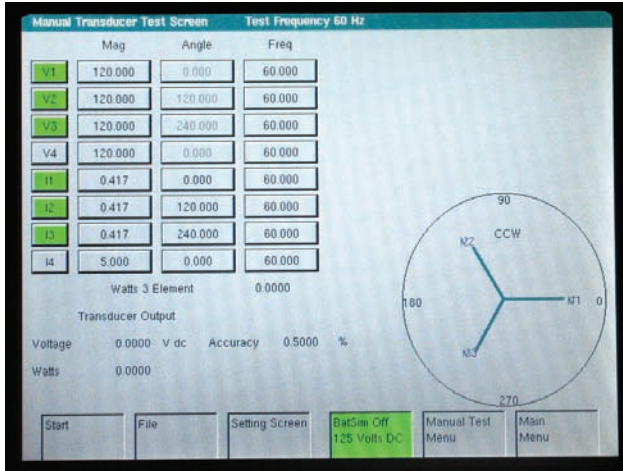 Manual Transducer Test Screen Test Frequency 60 Hz
Mag Angle Freq
V1 120.000 0.000 60.000
V2 120.000 120.000 60.000
V3 120.000 240.000 60.000
V4 120.000 0.000 60.000
I1 0.417 0.000 60.000
I2 0.417 120.000 60.000
I3 0.417 240.000 60.000
I4 5.000 0.000 60.000
Watts 3 Element 0.0000
Transducer Output
Voltage 0.0000 V dc Accuracy 0.5000 %
Watts 0.0000
90
CCW
180
0
270
Start
File
Setting Screen
BatSim Off
125 Volts DC
Manual Test
Menu
Main
Menu